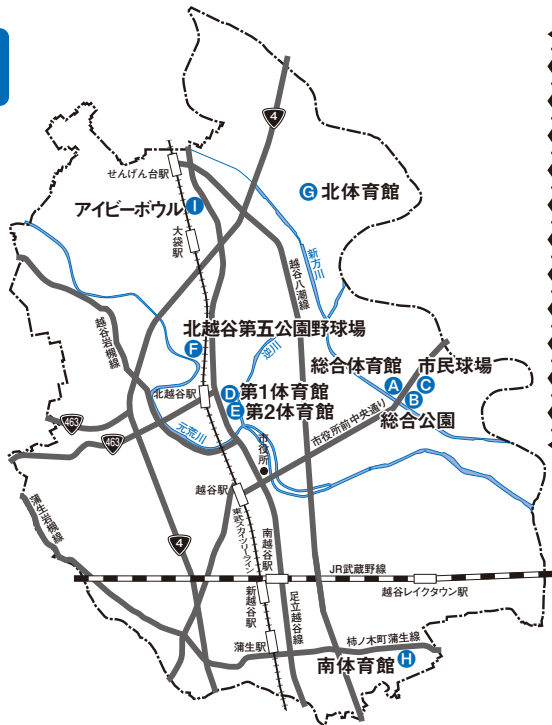 4
せんげん台駅
G 北体育館
アイビーボウル I
大袋駅
新方川
越谷八潮線
越谷岩槻線
北越谷第五公園野球場
F
逆川
総合体育館 市民球場
A B C
総合公園
北越谷駅
D 第1体育館
E 第2体育館
463
463
元荒川
市役所
市役所前中央通り
越谷駅
蒲生岩槻線
東武スカイツリーライン
4
南越谷駅
JR武蔵野線
新越谷駅
足立越谷線
越谷レイクタウン駅
蒲生駅
柿ノ木町蒲生線
南体育館 H